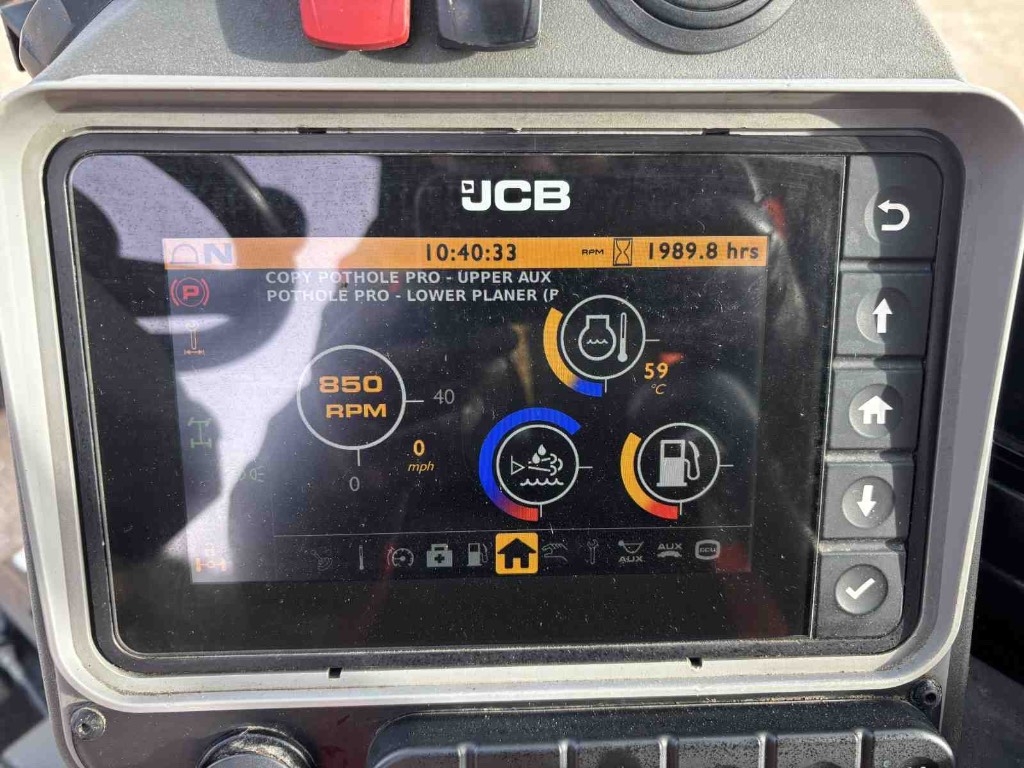 JCB
N 10:40:33 RPM 1989.8 hrs
COPY POTHOLE PRO - UPPER AUX
POTHOLE PRO - LOWER PLANER (P
P
850
RPM
40
0
mph
0
59
°C
AUX
AUX